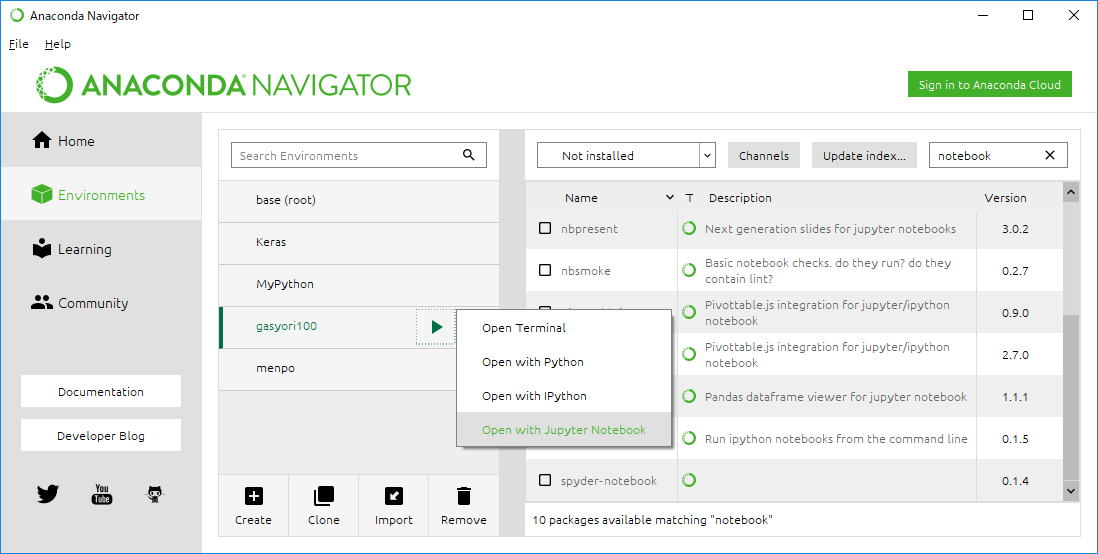 Anaconda Navigator
File Help
ANACONDA NAVIGATOR
Sign in to Anaconda Cloud
Home
Environments
Learning
Community
Documentation
Developer Blog
You
Tube
Search Environments
base (root)
Keras
MyPython
gasyori100
menpo
Open Terminal
Open with Python
Open with IPython
Open with Jupyter Notebook
Create Clone Import Remove
Not installed Channels Update index... notebook
Name T Description Version
nbpresent Next generation slides for jupyter notebooks 3.0.2
nbsmoke Basic notebook checks. do they run? do they
contain lint? 0.2.7
Pivottable.js integration for jupyter/ipython
notebook 0.9.0
Pivottable.js integration for jupyter/ipython
notebook 2.7.0
Pandas dataframe viewer for jupyter notebook 1.1.1
Run ipython notebooks from the command line 0.1.5
spyder-notebook 0.1.4
10 packages available matching "notebook"